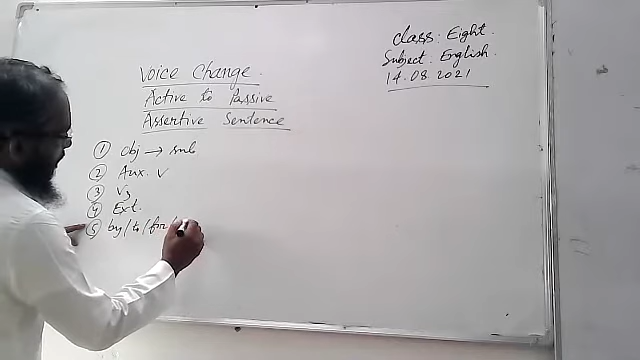 class: Eight.
Subject: English.
14.08.2021
Voice Change.
Active to Passive
Assertive Sentence
① obj → sub
② Aux. v
③ V3
④ Ext.
⑤ by/to/for/